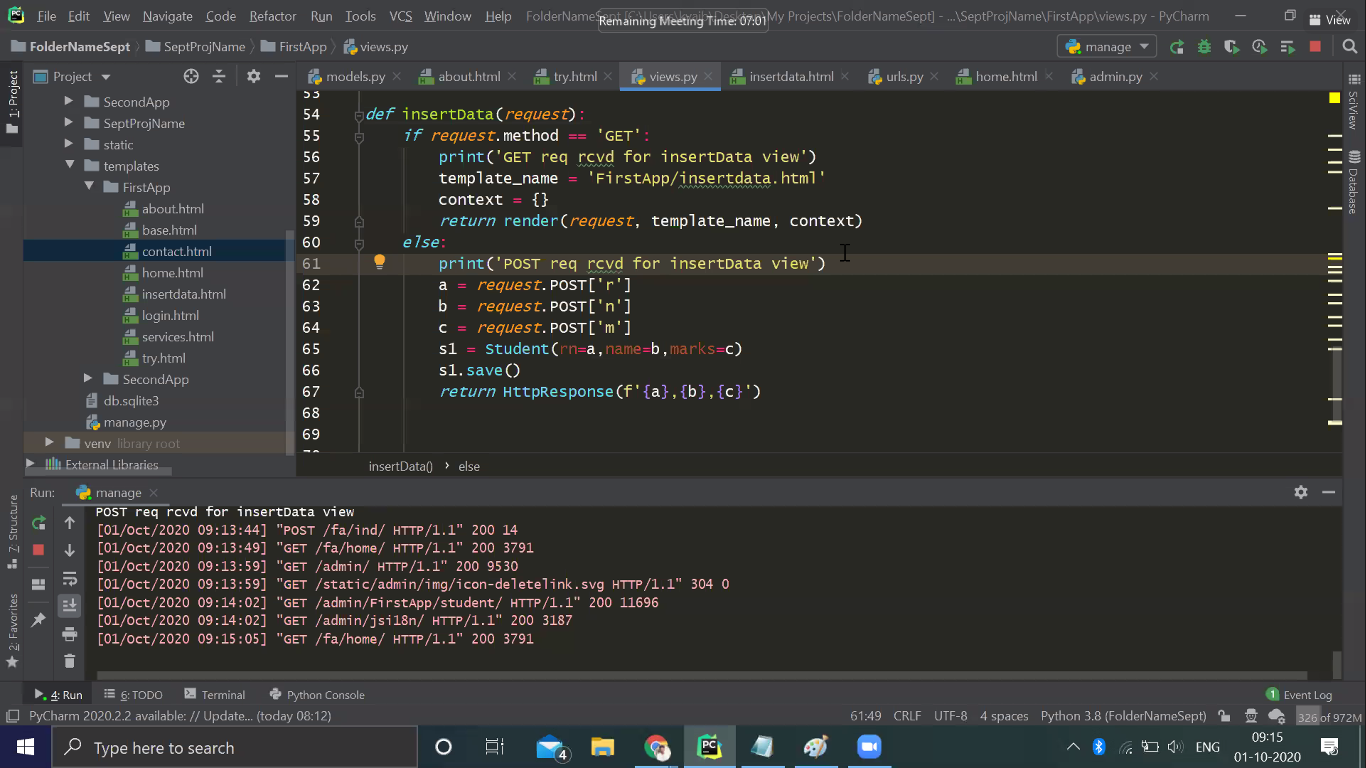 File Edit View Navigate Code Refactor Run Tools VCS Window Help FolderNameSept My Projects\FolderNameSept] - ...\SeptProjName\FirstApp\views.py - PyCharm
Remaining Meeting Time: 07:01
View
FolderNameSept SeptProjName FirstApp views.py
manage
Project
models.py about.html try.html views.py insertdata.html urls.py home.html admin.py
1: Project
SciView
Database
SecondApp
SeptProjName
static
templates
FirstApp
about.html
base.html
contact.html
home.html
insertdata.html
login.html
services.html
try.html
SecondApp
db.sqlite3
manage.py
venv library root
External Libraries
53
54 def insertData(request):
55 if request.method == 'GET':
56 print('GET req rcvd for insertData view')
57 template_name = 'FirstApp/insertdata.html'
58 context = {}
59 return render(request, template_name, context)
60 else:
61 print('POST req rcvd for insertData view')
62 a = request.POST['r']
63 b = request.POST['n']
64 c = request.POST['m']
65 s1 = Student(rn=a,name=b,marks=c)
66 s1.save()
67 return HttpResponse(f'{a},{b},{c}')
68
69
insertData() › else
Run: manage
7: Structure
2: Favorites
POST req rcvd for insertData view
[01/Oct/2020 09:13:44] "POST /fa/ind/ HTTP/1.1" 200 14
[01/Oct/2020 09:13:49] "GET /fa/home/ HTTP/1.1" 200 3791
[01/Oct/2020 09:13:59] "GET /admin/ HTTP/1.1" 200 9530
[01/Oct/2020 09:13:59] "GET /static/admin/img/icon-deletelink.svg HTTP/1.1" 304 0
[01/Oct/2020 09:14:02] "GET /admin/FirstApp/student/ HTTP/1.1" 200 11696
[01/Oct/2020 09:14:02] "GET /admin/jsi18n/ HTTP/1.1" 200 3187
[01/Oct/2020 09:15:05] "GET /fa/home/ HTTP/1.1" 200 3791
4: Run 6: TODO Terminal Python Console 1 Event Log
PyCharm 2020.2.2 available: // Update... (today 08:12) 61:49 CRLF UTF-8 4 spaces Python 3.8 (FolderNameSept) 326 of 972M
Type here to search
4
ENG
09:15
01-10-2020